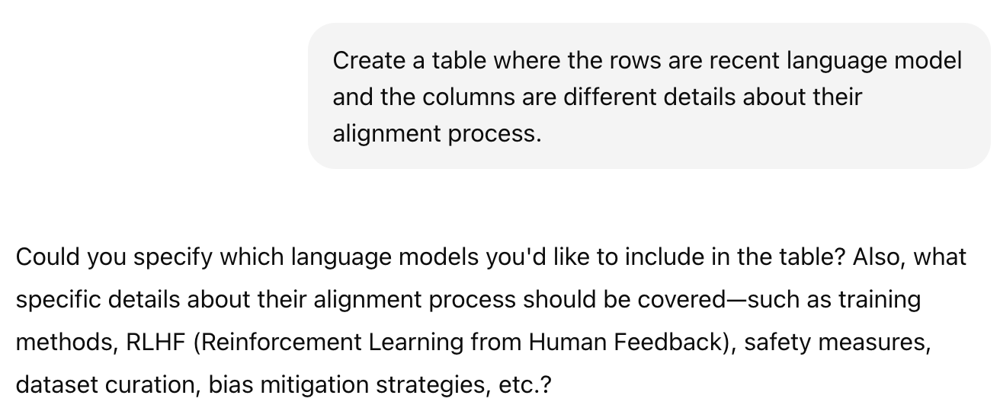 Create a table where the rows are recent language model
and the columns are different details about their
alignment process.
Could you specify which language models you'd like to include in the table? Also, what
specific details about their alignment process should be covered—such as training
methods, RLHF (Reinforcement Learning from Human Feedback), safety measures,
dataset curation, bias mitigation strategies, etc.?